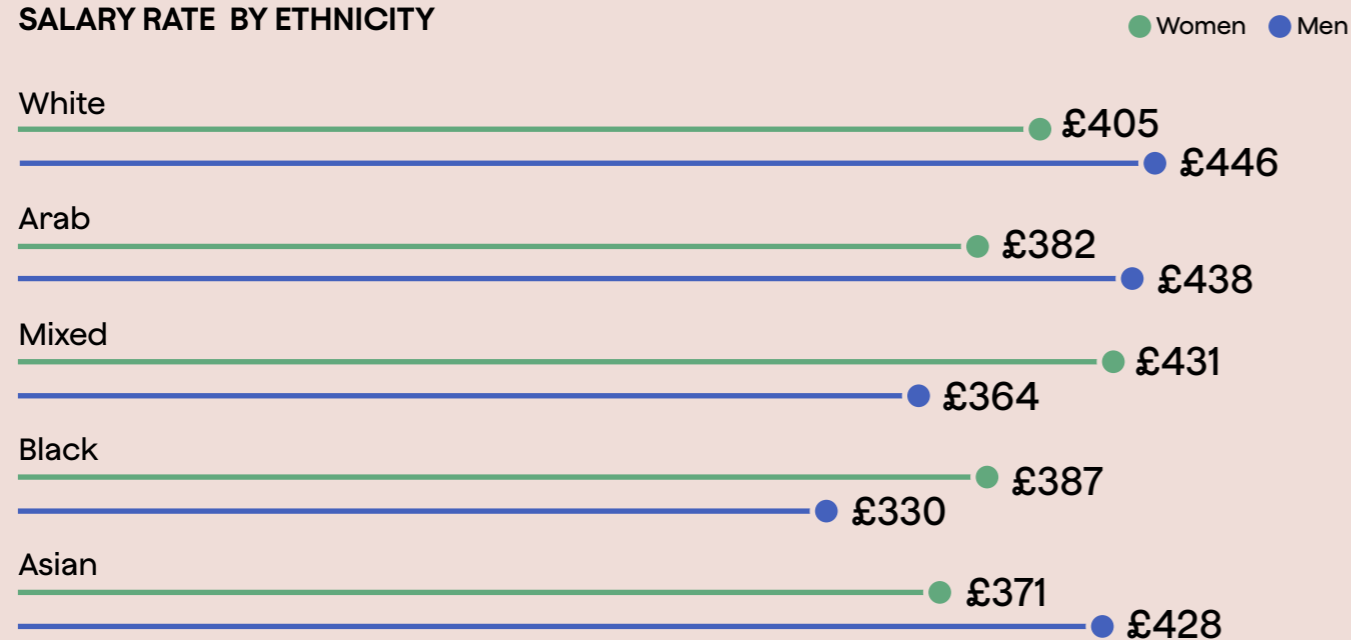 SALARY RATE BY ETHNICITY
Women Men
White
£405
£446
Arab
£382
£438
Mixed
£431
£364
Black
£387
£330
Asian
£371
£428